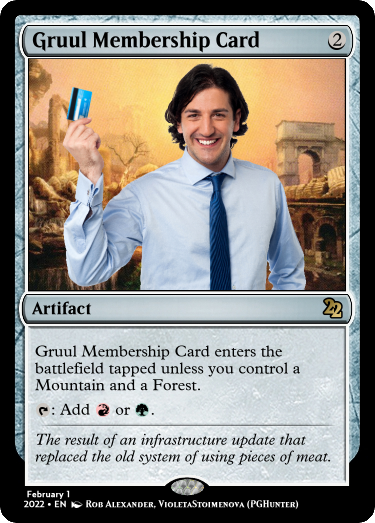 Gruul Membership Card 2
Artifact 22
Gruul Membership Card enters the
battlefield tapped unless you control a
Mountain and a Forest.
: Add or .
The result of an infrastructure update that
replaced the old system of using pieces of meat.
February 1
2022 • EN Rob Alexander, VioletaStoimenova (PGHunter)